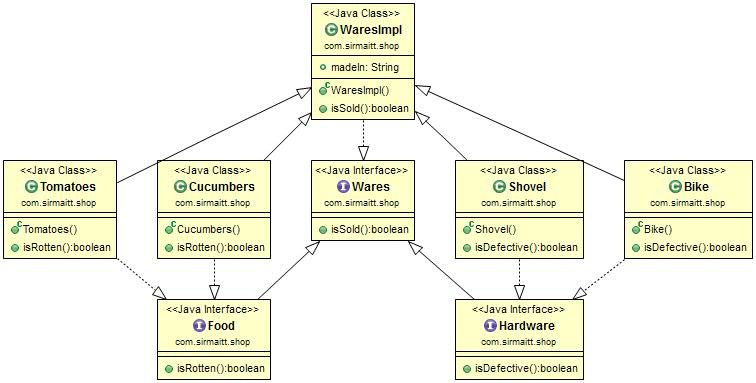 <<Java Class>>
WaresImpl
com.sirmaitt.shop
madeIn: String
WaresImpl()
isSold():boolean
<<Java Class>>
Tomatoes
com.sirmaitt.shop
Tomatoes()
isRotten():boolean
<<Java Class>>
Cucumbers
com.sirmaitt.shop
Cucumbers()
isRotten():boolean
<<Java Interface>>
Wares
com.sirmaitt.shop
isSold():boolean
<<Java Class>>
Shovel
com.sirmaitt.shop
Shovel()
isDefective():boolean
<<Java Class>>
Bike
com.sirmaitt.shop
Bike()
isDefective():boolean
<<Java Interface>>
Food
com.sirmaitt.shop
isRotten():boolean
<<Java Interface>>
Hardware
com.sirmaitt.shop
isDefective():boolean